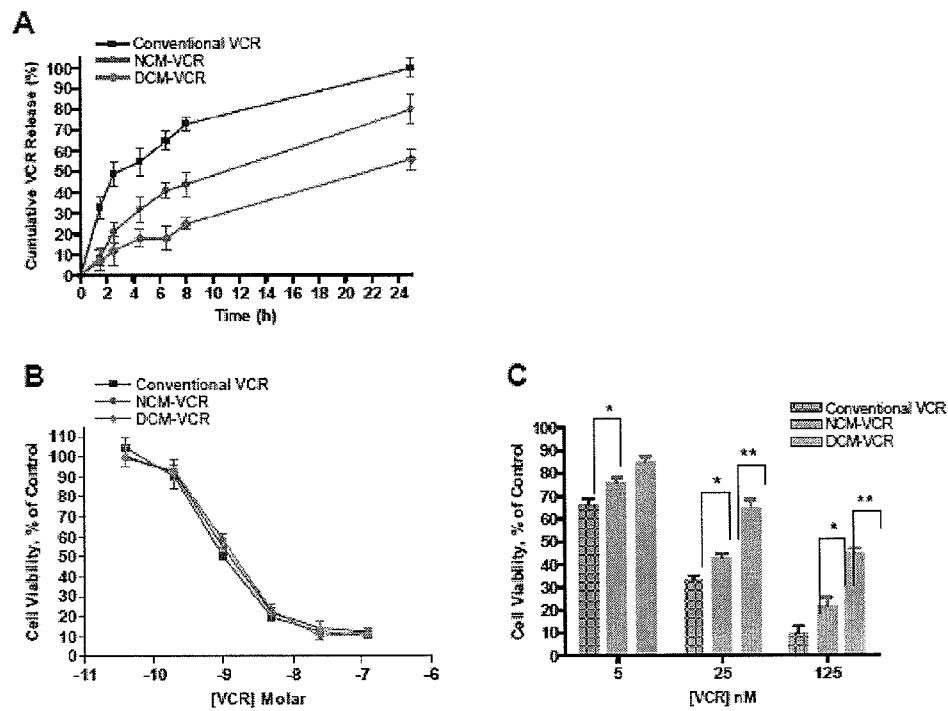 A
Conventional VCR
NCM-VCR
DCM-VCR
Cumulative VCR Release (%)
100
90
80
70
60
50
40
30
20
10
0
0 2 4 6 8 10 12 14 16 18 20 22 24
Time (h)
B
Conventional VCR
NCM-VCR
DCM-VCR
Cell Viability, % of Control
110
100
90
80
70
60
50
40
30
20
10
0
-11 -10 -9 -8 -7 -6
[VCR] Molar
C
Conventional VCR
NCM-VCR
DCM-VCR
Cell Viability, % of Control
100
90
80
70
60
50
40
30
20
10
0
* * ** * **
5 25 125
[VCR] nM